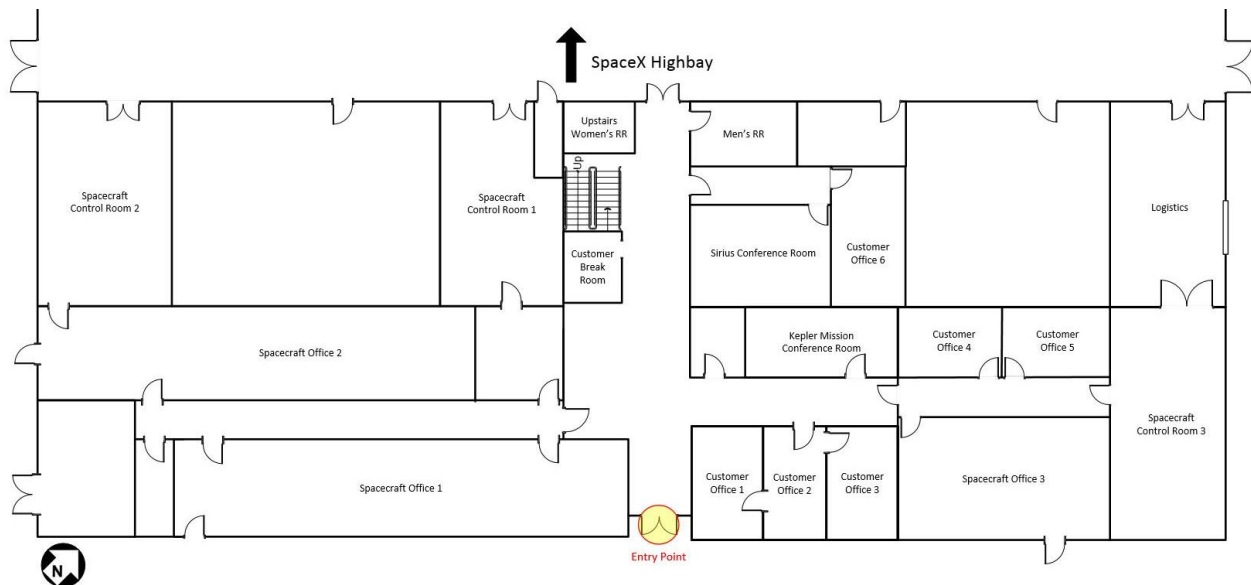 SpaceX Highbay
Upstairs
Women's RR
Men's RR
Up
Spacecraft
Control Room 2
Spacecraft
Control Room 1
Logistics
Customer
Break
Room
Sirius Conference Room
Customer
Office 6
Spacecraft Office 2
Kepler Mission
Conference Room
Customer
Office 4
Customer
Office 5
Spacecraft
Control Room 3
Spacecraft Office 1
Customer
Office 1
Customer
Office 2
Customer
Office 3
Spacecraft Office 3
Entry Point
N